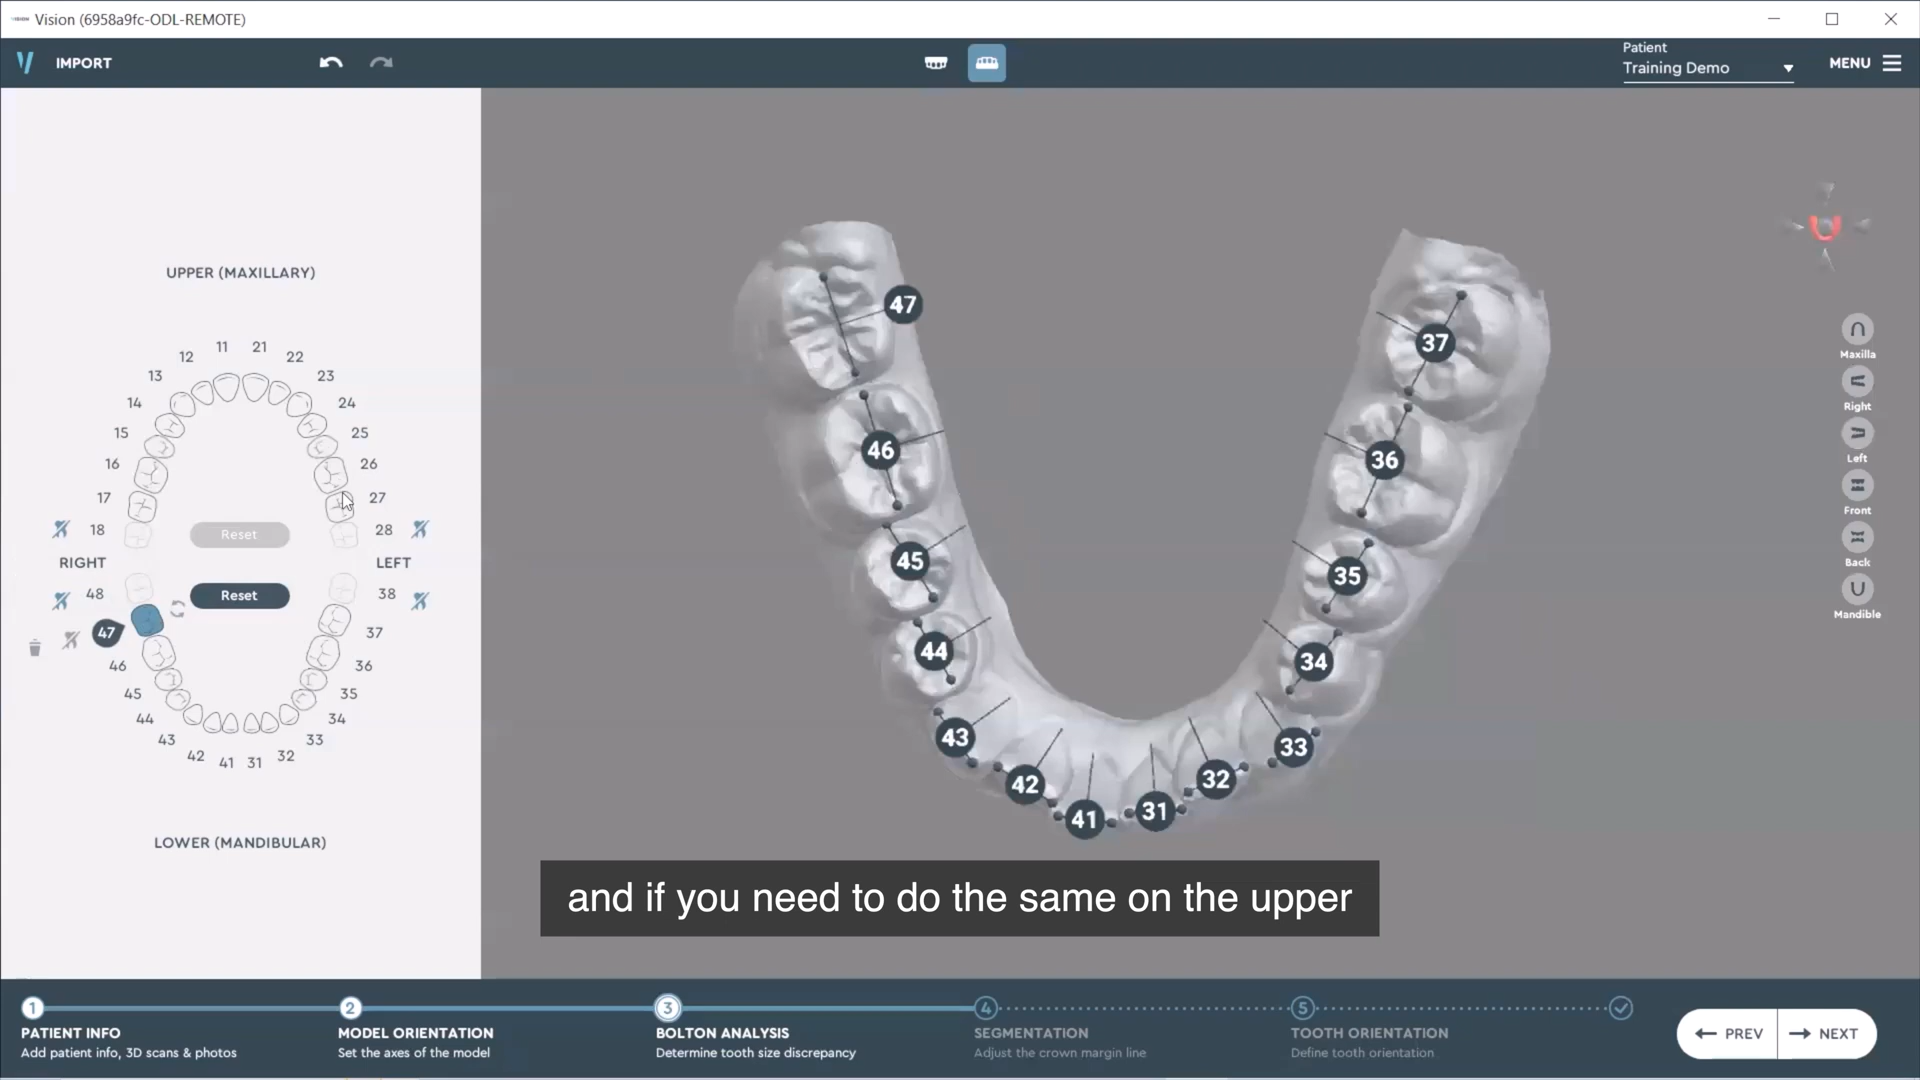 Vision (6958a9fc-ODL-REMOTE)
IMPORT
Patient
Training Demo
MENU
UPPER (MAXILLARY)
11 21
12 22
13 23
14 24
15 25
16 26
17 27
18 Reset 28
RIGHT LEFT
48 Reset 38
47 37
46 36
45 35
44 34
43 33
42 41 31 32
LOWER (MANDIBULAR)
47 37
46 36
45 35
44 34
43 33
42 32
41 31
Maxilla
Right
Left
Front
Back
Mandible
and if you need to do the same on the upper
1
PATIENT INFO
Add patient info, 3D scans & photos
2
MODEL ORIENTATION
Set the axes of the model
3
BOLTON ANALYSIS
Determine tooth size discrepancy
4
SEGMENTATION
Adjust the crown margin line
5
TOOTH ORIENTATION
Define tooth orientation
PREV
NEXT